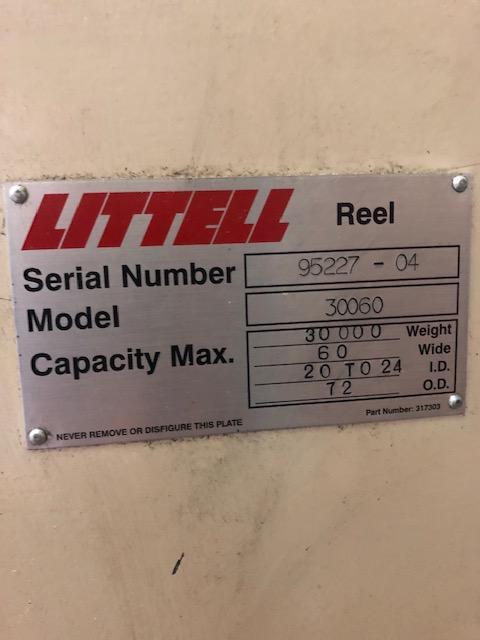 LITTELL Reel
Serial Number 95227 - 04
Model 30060
Capacity Max. 30000 Weight
60 Wide
20 TO 24 I.D.
72 O.D.
Part Number: 317303
NEVER REMOVE OR DISFIGURE THIS PLATE